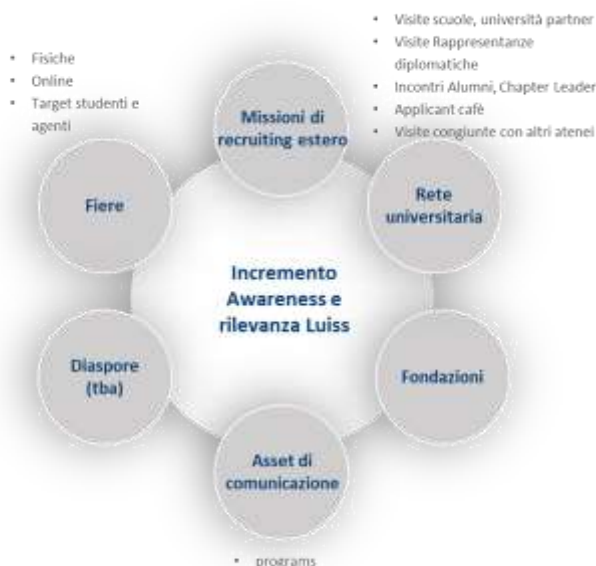 • Visite scuole, università partner
• Visite Rappresentanze
diplomatiche
• Incontri Alumni, Chapter Leader
• Applicant cafè
• Visite congiunte con altri atenei
• Fisiche
• Online
• Target studenti e
agenti
Missioni di
recruiting estero
Fiere
Rete
universitaria
Incremento
Awareness e
rilevanza Luiss
Diaspore
(tba)
Fondazioni
Asset di
comunicazione
• programs